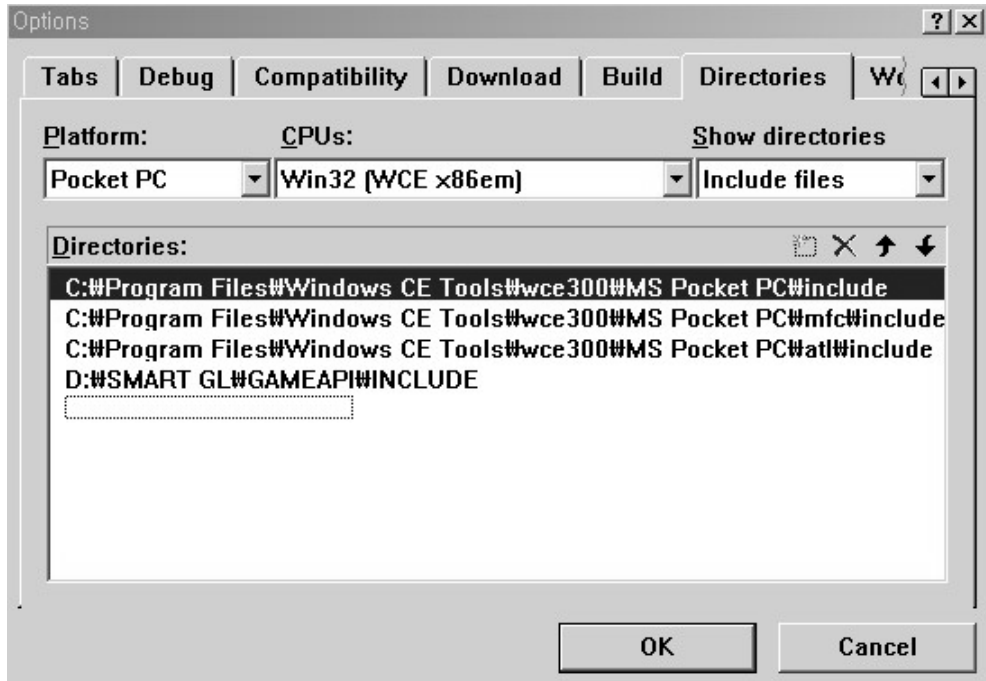 Options
Tabs Debug Compatibility Download Build Directories
Platform: CPUs: Show directories
Pocket PC Win32 (WCE x86em) Include files
Directories:
C:₩Program Files₩Windows CE Tools₩wce300₩MS Pocket PC₩include
C:₩Program Files₩Windows CE Tools₩wce300₩MS Pocket PC₩mfc₩include
C:₩Program Files₩Windows CE Tools₩wce300₩MS Pocket PC₩atl₩include
D:₩SMART GL₩GAMEAPI₩INCLUDE
OK Cancel